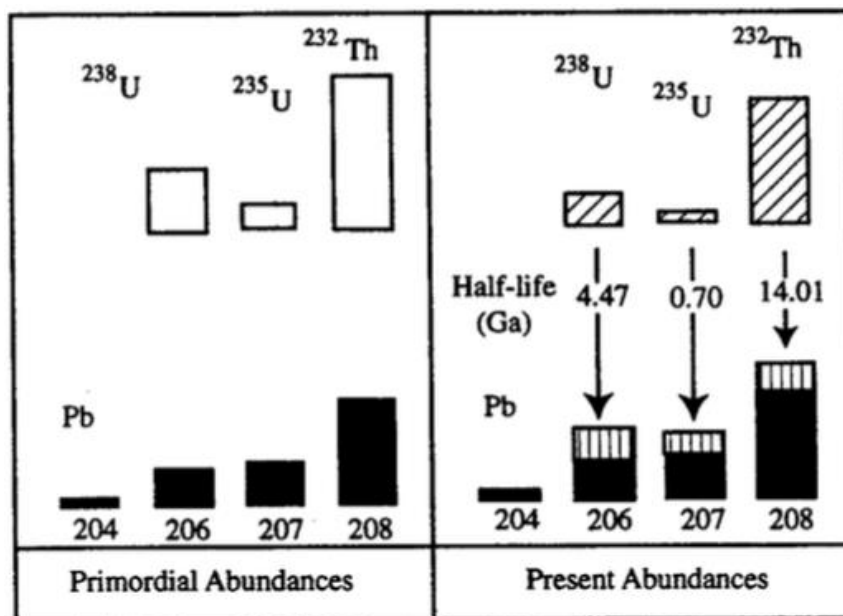 ²³⁸U
²³⁵U
²³²Th
Pb
204 206 207 208
Primordial Abundances
²³⁸U
²³⁵U
²³²Th
Half-life
(Ga)
4.47 0.70 14.01
Pb
204 206 207 208
Present Abundances